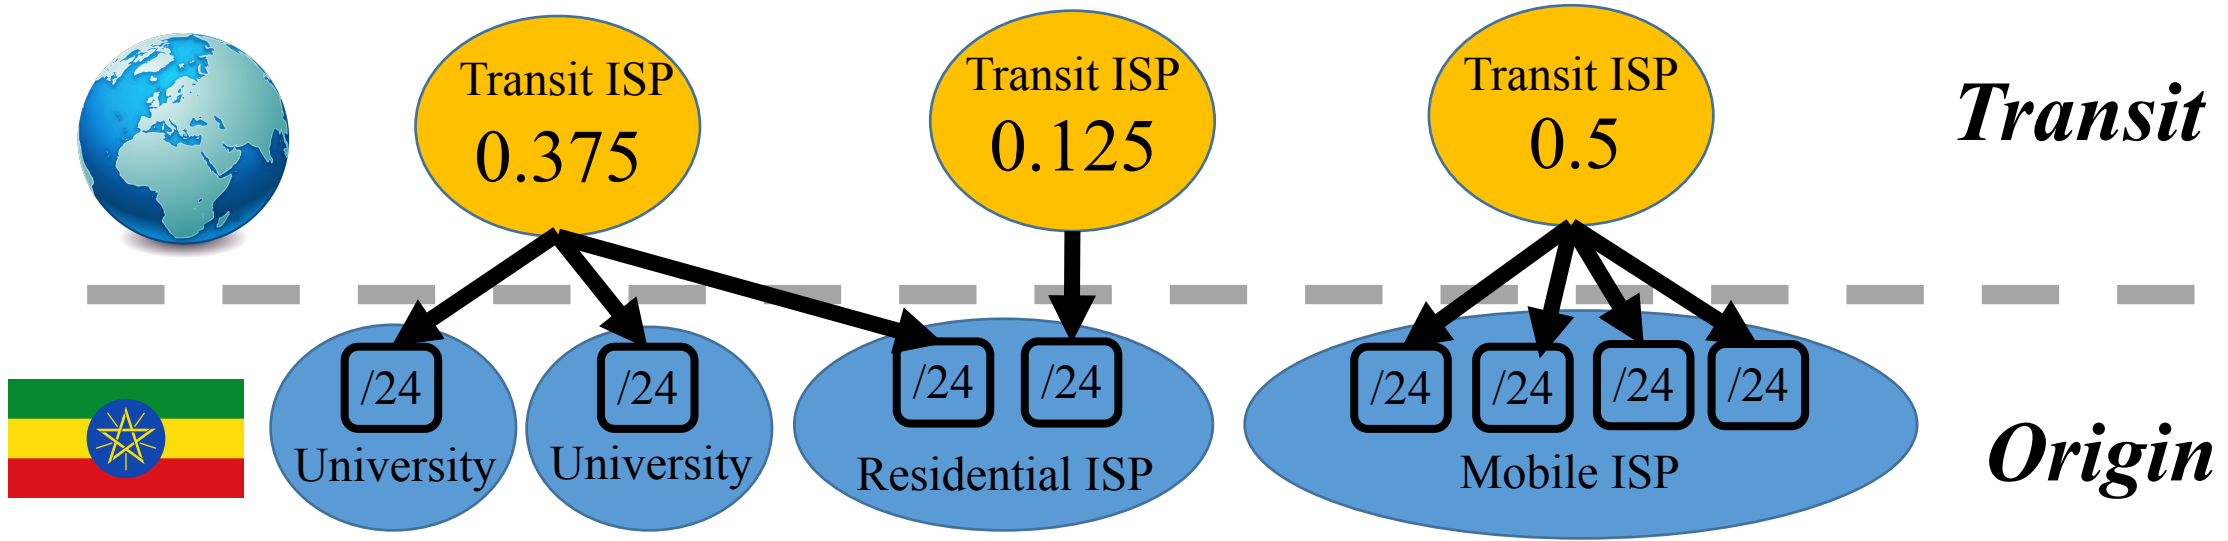 Transit ISP
0.375
Transit ISP
0.125
Transit ISP
0.5
Transit
/24
University
/24
University
/24
/24
Residential ISP
/24
/24
/24
/24
Mobile ISP
Origin